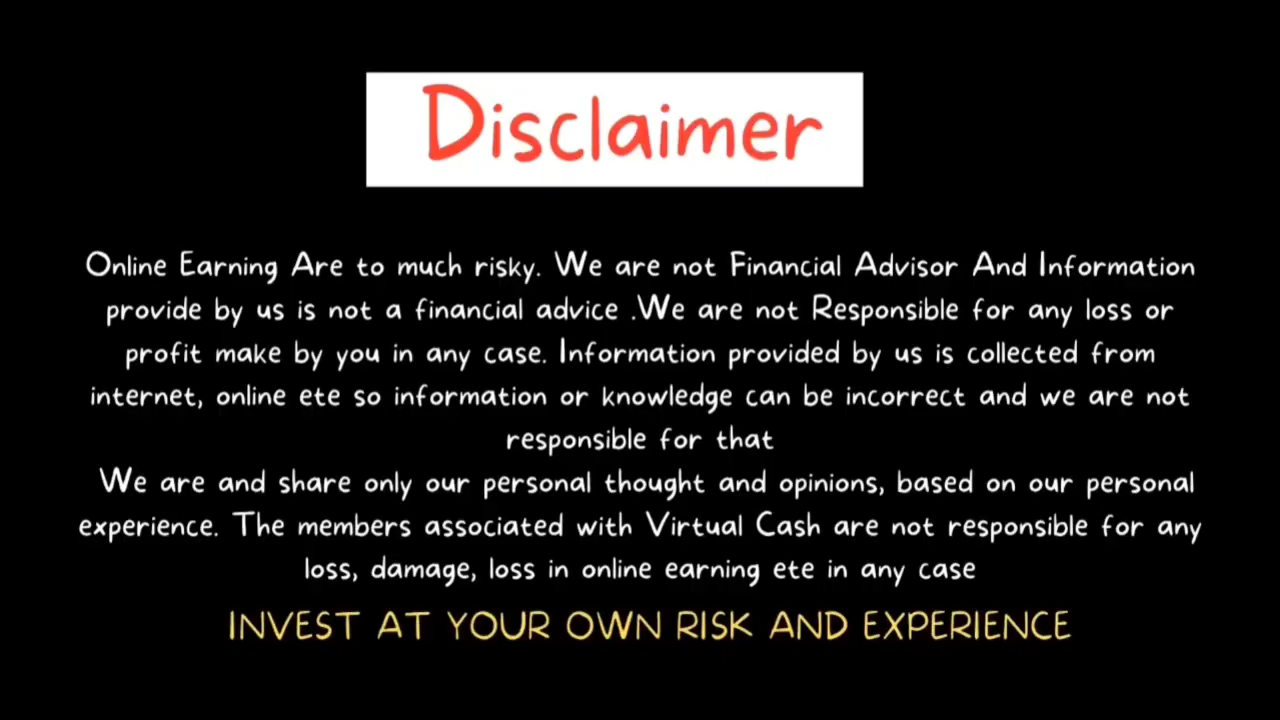 Disclaimer
Online Earning Are to much risky. We are not Financial Advisor And Information
provide by us is not a financial advice .We are not Responsible for any loss or
profit make by you in any case. Information provided by us is collected from
internet, online ete so information or knowledge can be incorrect and we are not
responsible for that
We are and share only our personal thought and opinions, based on our personal
experience. The members associated with Virtual Cash are not responsible for any
loss, damage, loss in online earning ete in any case
INVEST AT YOUR OWN RISK AND EXPERIENCE